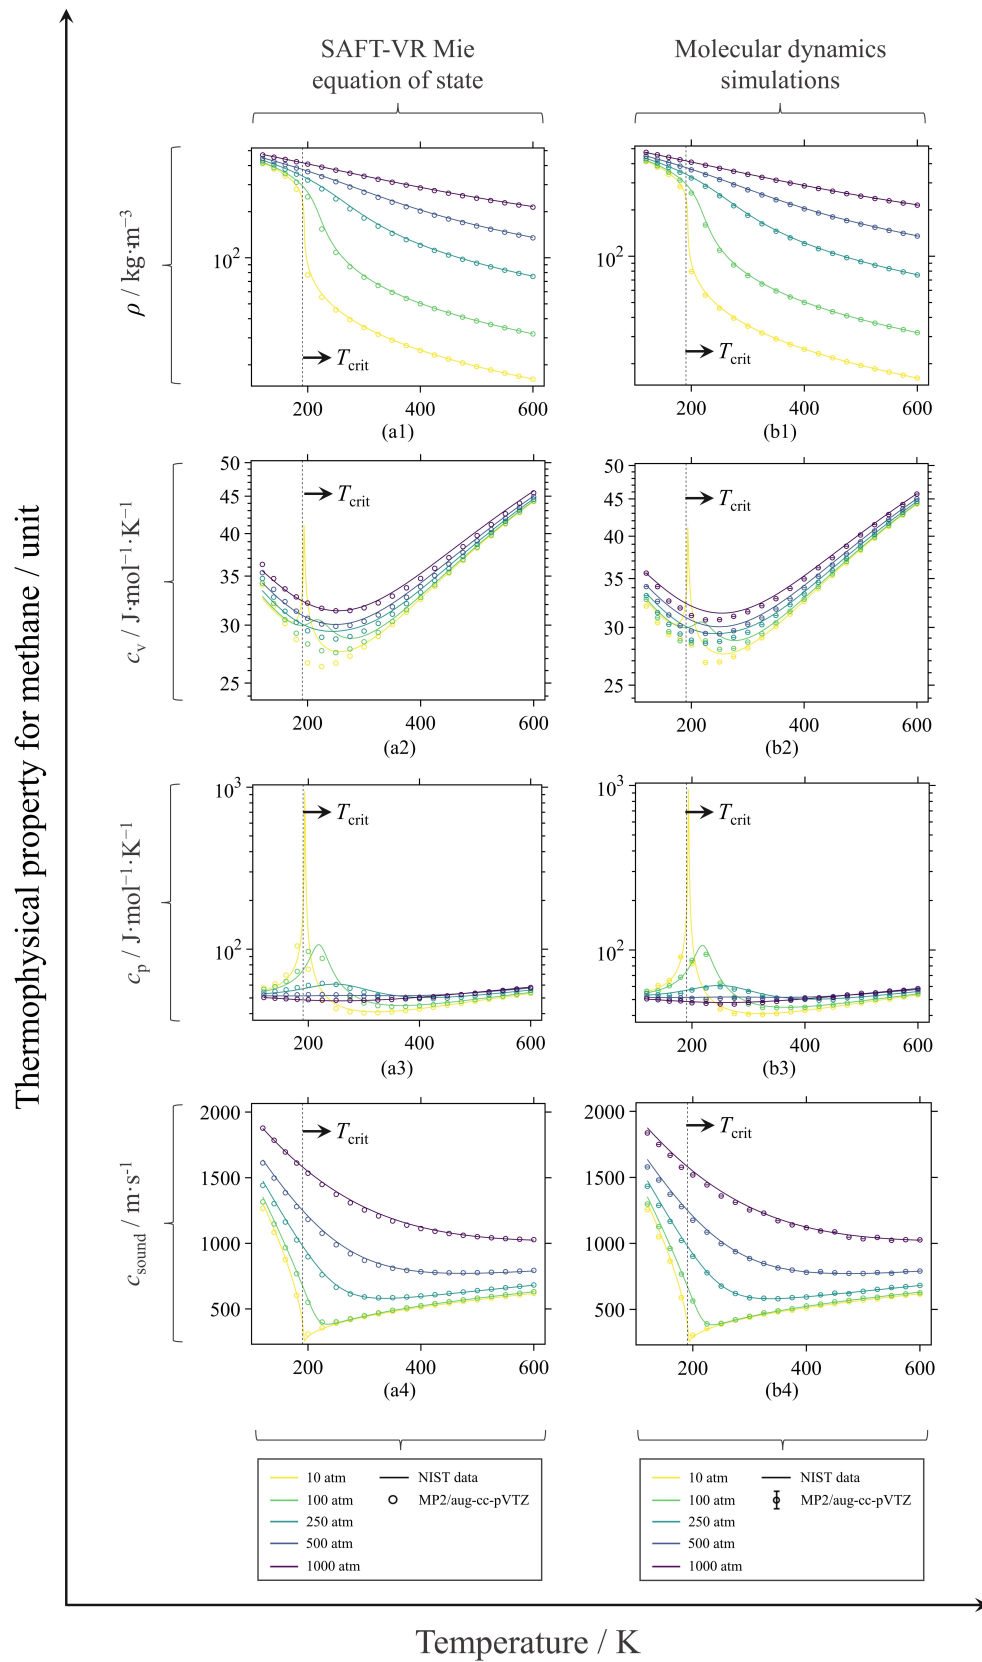 SAFT-VR Mie
equation of state
Molecular dynamics
simulations
Thermophysical property for methane / unit
ρ / kg·m⁻³
10²
T_crit
200 400 600
(a1)
10²
T_crit
200 400 600
(b1)
c_v / J·mol⁻¹·K⁻¹
50
45
40
35
30
25
T_crit
200 400 600
(a2)
50
45
40
35
30
25
T_crit
200 400 600
(b2)
c_p / J·mol⁻¹·K⁻¹
10³
10²
T_crit
200 400 600
(a3)
10³
10²
T_crit
200 400 600
(b3)
c_sound / m·s⁻¹
2000
1500
1000
500
T_crit
200 400 600
(a4)
2000
1500
1000
500
T_crit
200 400 600
(b4)
10 atm NIST data
100 atm MP2/aug-cc-pVTZ
250 atm
500 atm
1000 atm
10 atm NIST data
100 atm MP2/aug-cc-pVTZ
250 atm
500 atm
1000 atm
Temperature / K